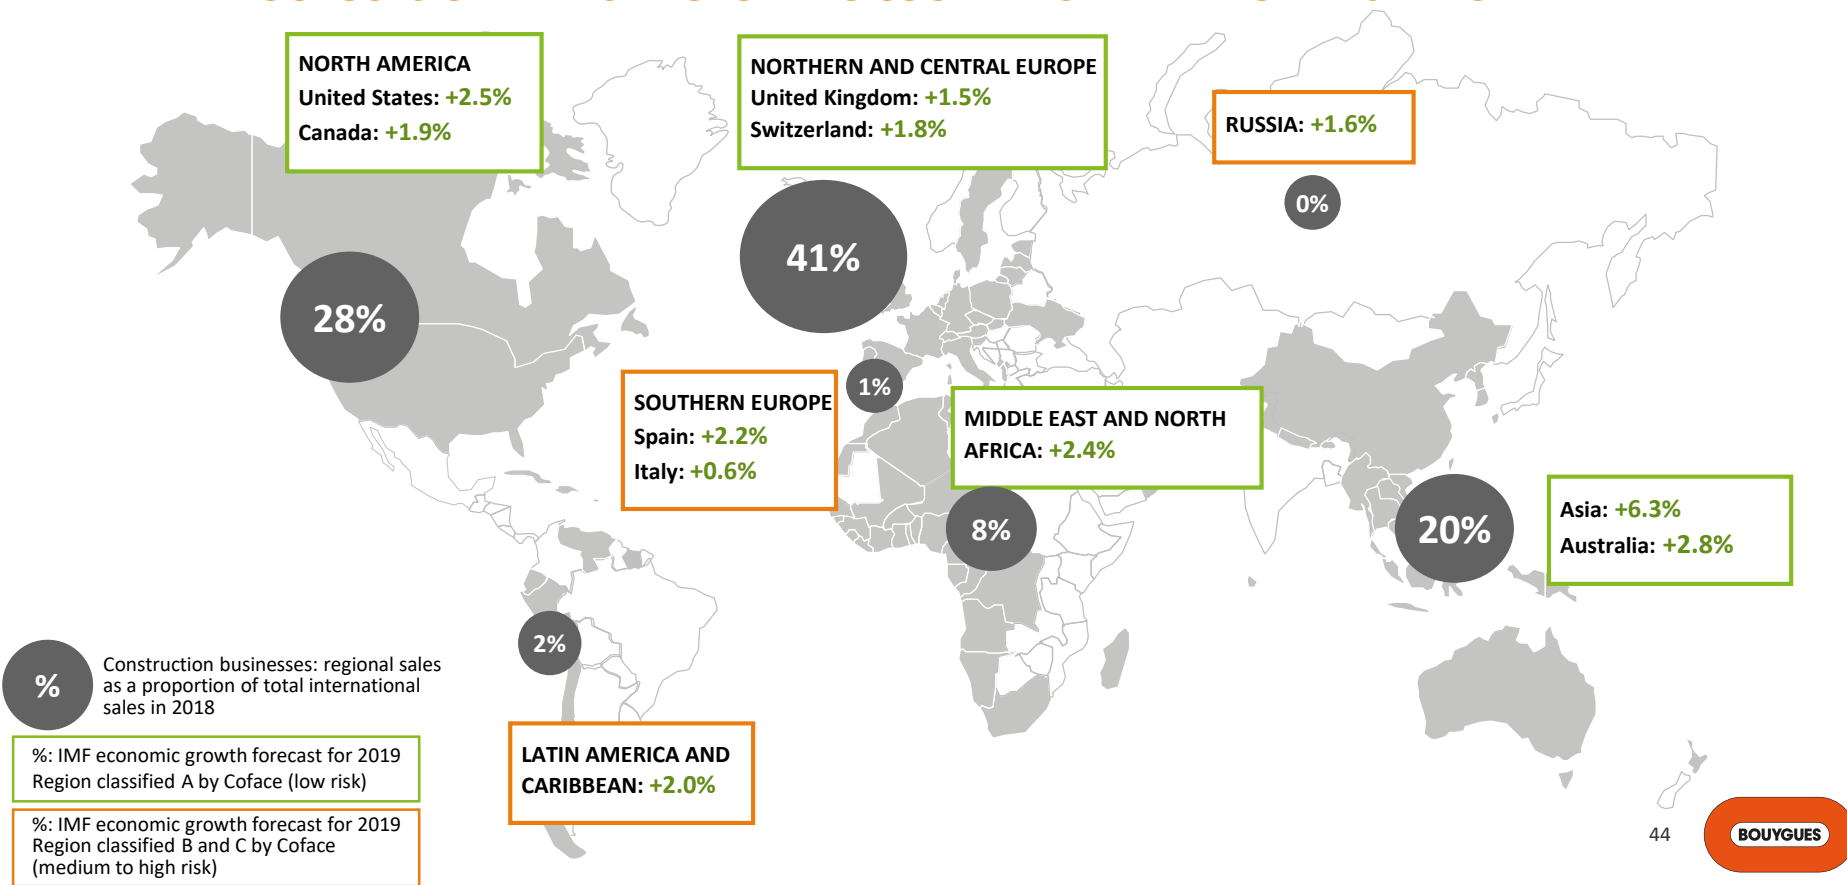 NORTH AMERICA
United States: +2.5%
Canada: +1.9%
NORTHERN AND CENTRAL EUROPE
United Kingdom: +1.5%
Switzerland: +1.8%
RUSSIA: +1.6%
0%
41%
28%
1%
SOUTHERN EUROPE
Spain: +2.2%
Italy: +0.6%
MIDDLE EAST AND NORTH
AFRICA: +2.4%
8%
20%
Asia: +6.3%
Australia: +2.8%
2%
LATIN AMERICA AND
CARIBBEAN: +2.0%
%
Construction businesses: regional sales
as a proportion of total international
sales in 2018
%: IMF economic growth forecast for 2019
Region classified A by Coface (low risk)
%: IMF economic growth forecast for 2019
Region classified B and C by Coface
(medium to high risk)
44
BOUYGUES